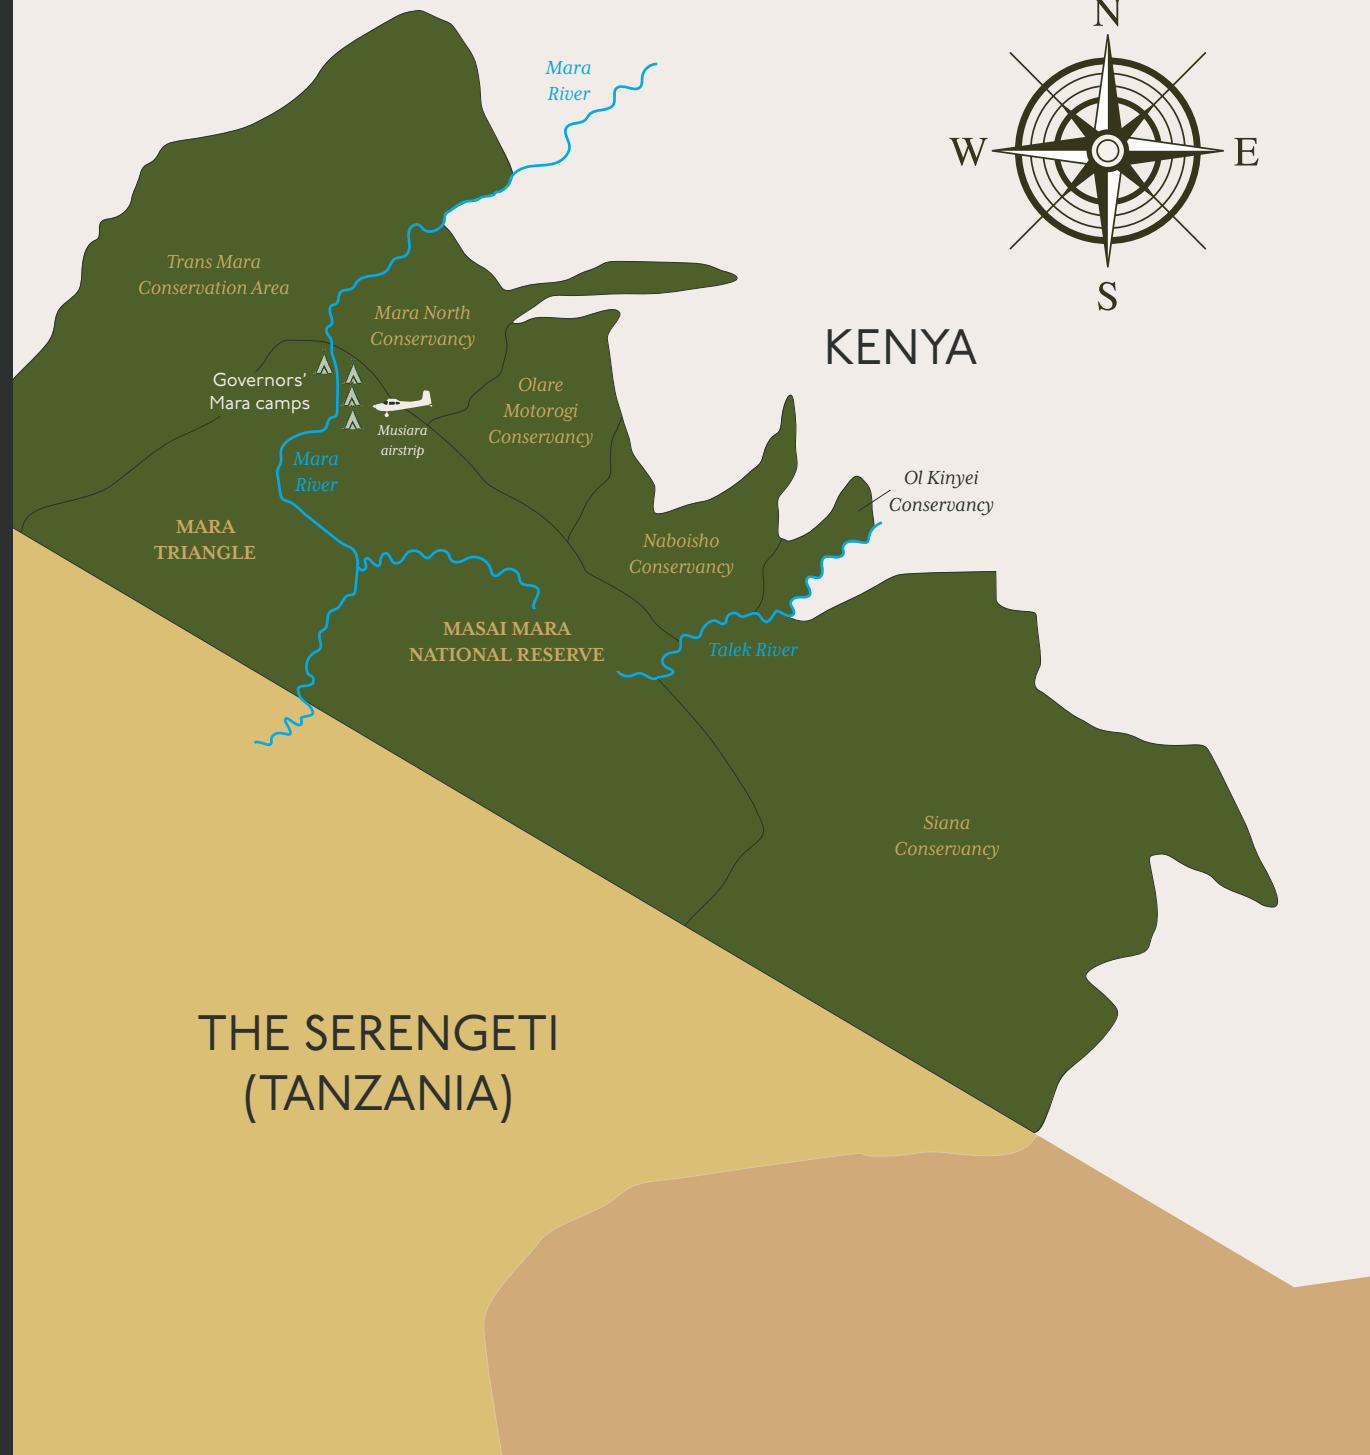 N
Mara
River
W
E
Trans Mara
Conservation Area
S
Mara North
Conservancy
KENYA
Governors’
Mara camps
Olare
Motorogi
Conservancy
Musiara
airstrip
Mara
River
Ol Kinyei
Conservancy
MARA
TRIANGLE
Naboisho
Conservancy
MASAI MARA
NATIONAL RESERVE
Talek River
Siana
Conservancy
THE SERENGETI
(TANZANIA)